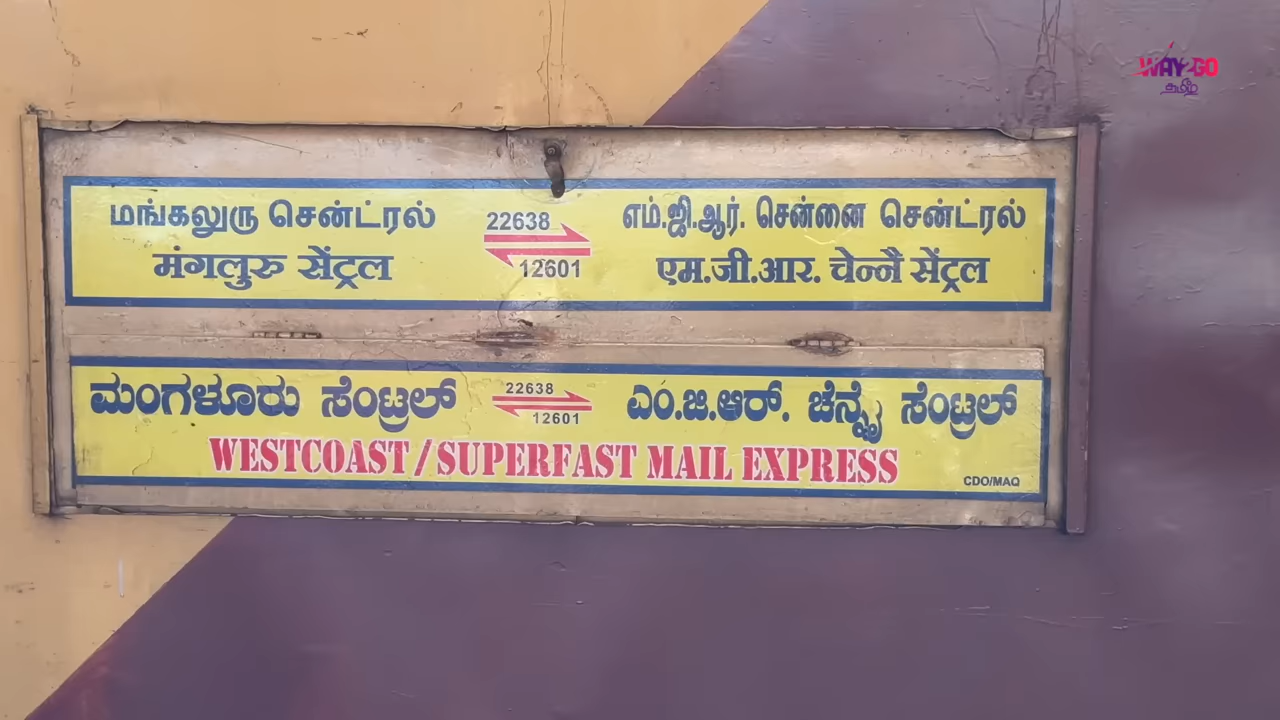 WAY2GO
தமிழ்
மங்கலுரு சென்ட்ரல் 22638 எம்.ஜி.ஆர். சென்னை சென்ட்ரல்
मंगलुरु सेंट्रल 12601 एम.जी.आर. चेन्नै सेंट्रल
ಮಂಗಳೂರು ಸೆಂಟ್ರಲ್ 22638 12601 ಎಂ.ಜಿ.ಆರ್. ಚೆನ್ನೈ ಸೆಂಟ್ರಲ್
WESTCOAST / SUPERFAST MAIL EXPRESS
CDO/MAQ